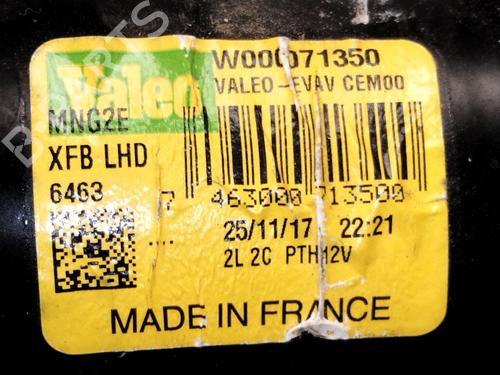 Valeo
W000071350
VALEO-EVAV CEM00
MNG2E
XFB LHD
6463
7 463000 713500
25/11/17 22:21
2L 2C PTH12V
MADE IN FRANCE